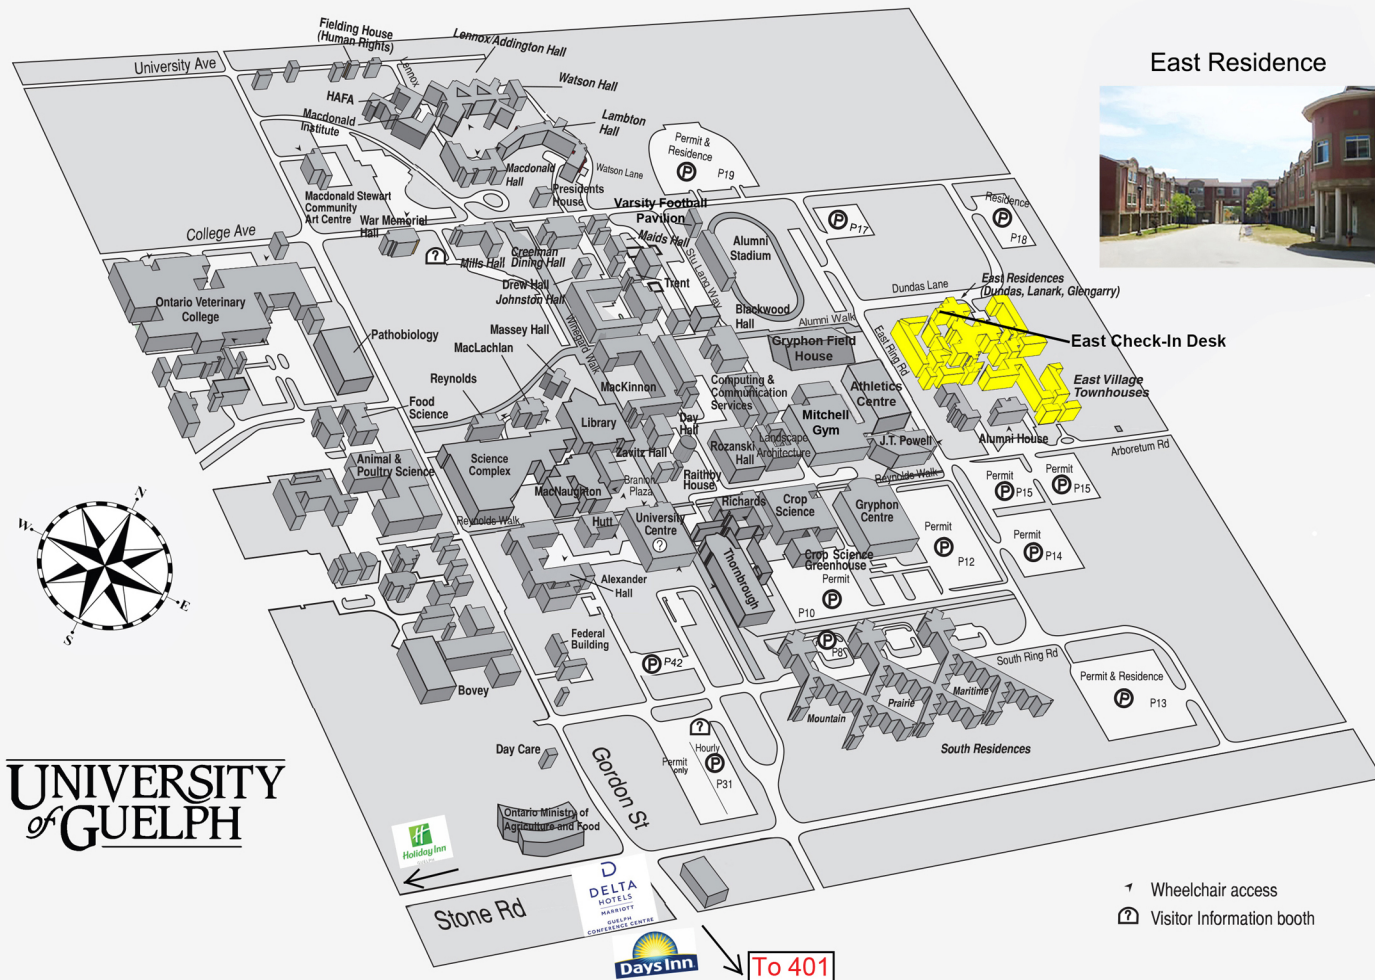 East Residence
Fielding House
(Human Rights)
Lennox/Addington Hall
University Ave
Lennox
Watson Hall
HAFA
Macdonald
Institute
Lambton
Hall
Permit &
Residence
P P19
Watson Lane
Macdonald
Hall
Presidents
House
Macdonald Stewart
Community
Art Centre
War Memorial
Hall
Varsity Football
Pavilion
Residence
P P18
P P17
College Ave
?
Mills Hall
Creelman
Dining Hall
Maids Hall
Alumni
Stadium
Stu Lang Way
Trent
Drew Hall
Johnston Hall
Dundas Lane
East Residences
(Dundas, Lanark, Glengarry)
Ontario Veterinary
College
Pathobiology
Massey Hall
MacLachlan
Winegard Walk
Blackwood
Hall
Alumni Walk
Gryphon Field
House
East Ring Rd
East Check-In Desk
Reynolds
MacKinnon
Computing &
Communication
Services
Athletics
Centre
East Village
Townhouses
Food
Science
Library
Day
Hall
Mitchell
Gym
Rozanski
Hall
Landscape
Architecture
J.T. Powell
Alumni House
Arboretum Rd
Animal &
Poultry Science
Science
Complex
Zavitz Hall
Raithby
House
MacNaughton
Branion
Plaza
Reynolds Walk
Permit
P P15
Permit
P P15
Richards
Crop
Science
Gryphon
Centre
Reynolds Walk
Hutt
University
Centre
?
Permit
P
P12
P P14
Permit
Thornbrough
Crop Science
Greenhouse
Permit
P
P10
Alexander
Hall
N
W
E
S
Federal
Building
P P42
P
P8
South Ring Rd
Permit & Residence
P P13
Bovey
Mountain
Prairie
Maritime
South Residences
?
Hourly
Permit
only
P
P31
Day Care
Gordon St
UNIVERSITY
of GUELPH
Ontario Ministry of
Agriculture and Food
H
Holiday Inn
Stone Rd
D
DELTA
HOTELS
MARRIOTT
GUELPH
CONFERENCE CENTRE
Days Inn
To 401
Wheelchair access
? Visitor Information booth